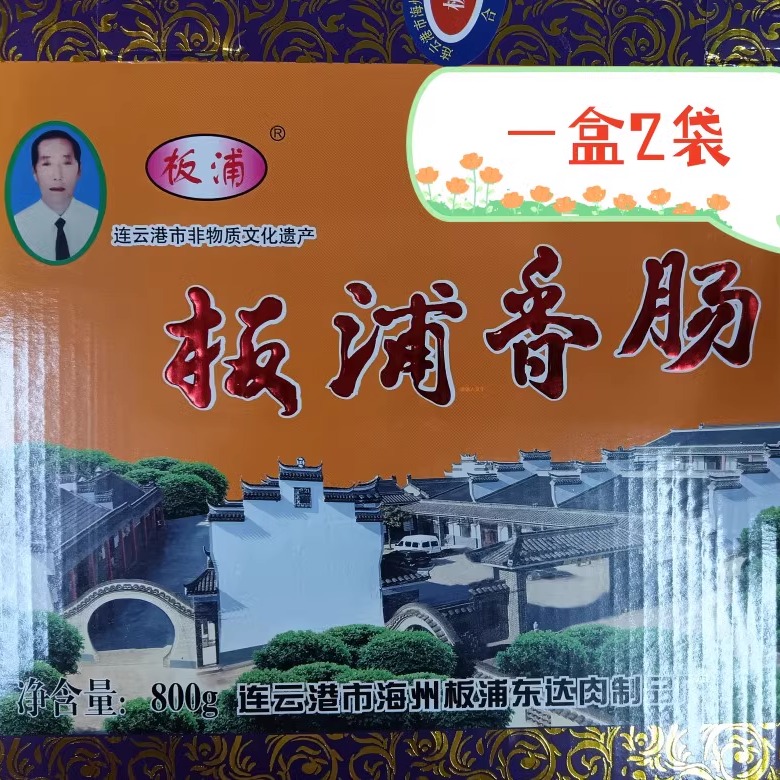 一盒2袋
板浦®
连云港市非物质文化遗产
板浦香肠
净含量：800g 连云港市海州板浦东达肉制品